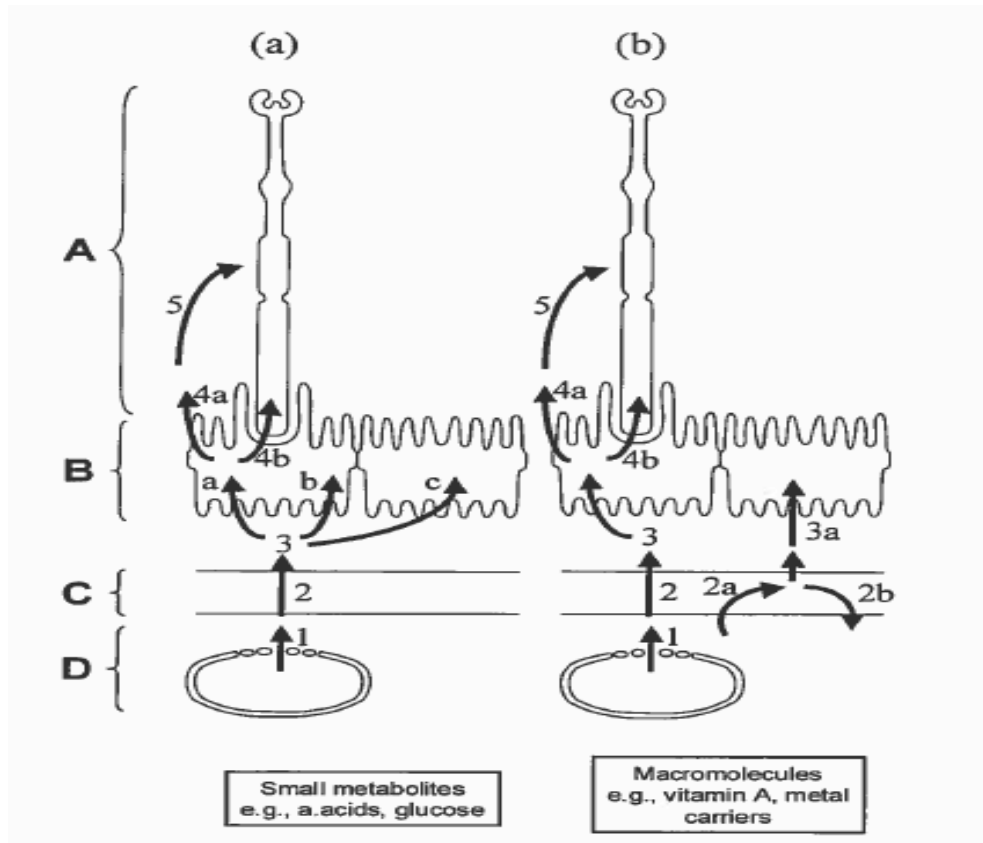 (a) (b)
A
5 5
4a 4a
4b 4b
B
a b c
3 3 3a
C
2 2 2a 2b
1 1
D
Small metabolites
e.g., a.acids, glucose
Macromolecules
e.g., vitamin A, metal
carriers